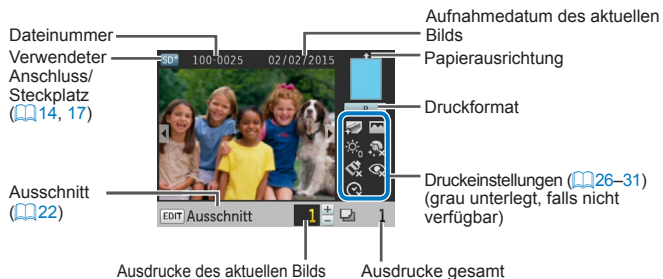 Aufnahmedatum des aktuellen
Bilds
Dateinummer
Verwendeter
Anschluss/
Steckplatz
(14, 17)
Papierausrichtung
Druckformat
SD
100-0025
02/02/2015
P
Druckeinstellungen (26–31)
(grau unterlegt, falls nicht
verfügbar)
Ausschnitt
(22)
EDIT Ausschnitt
1 + - 1
Ausdrucke des aktuellen Bilds
Ausdrucke gesamt